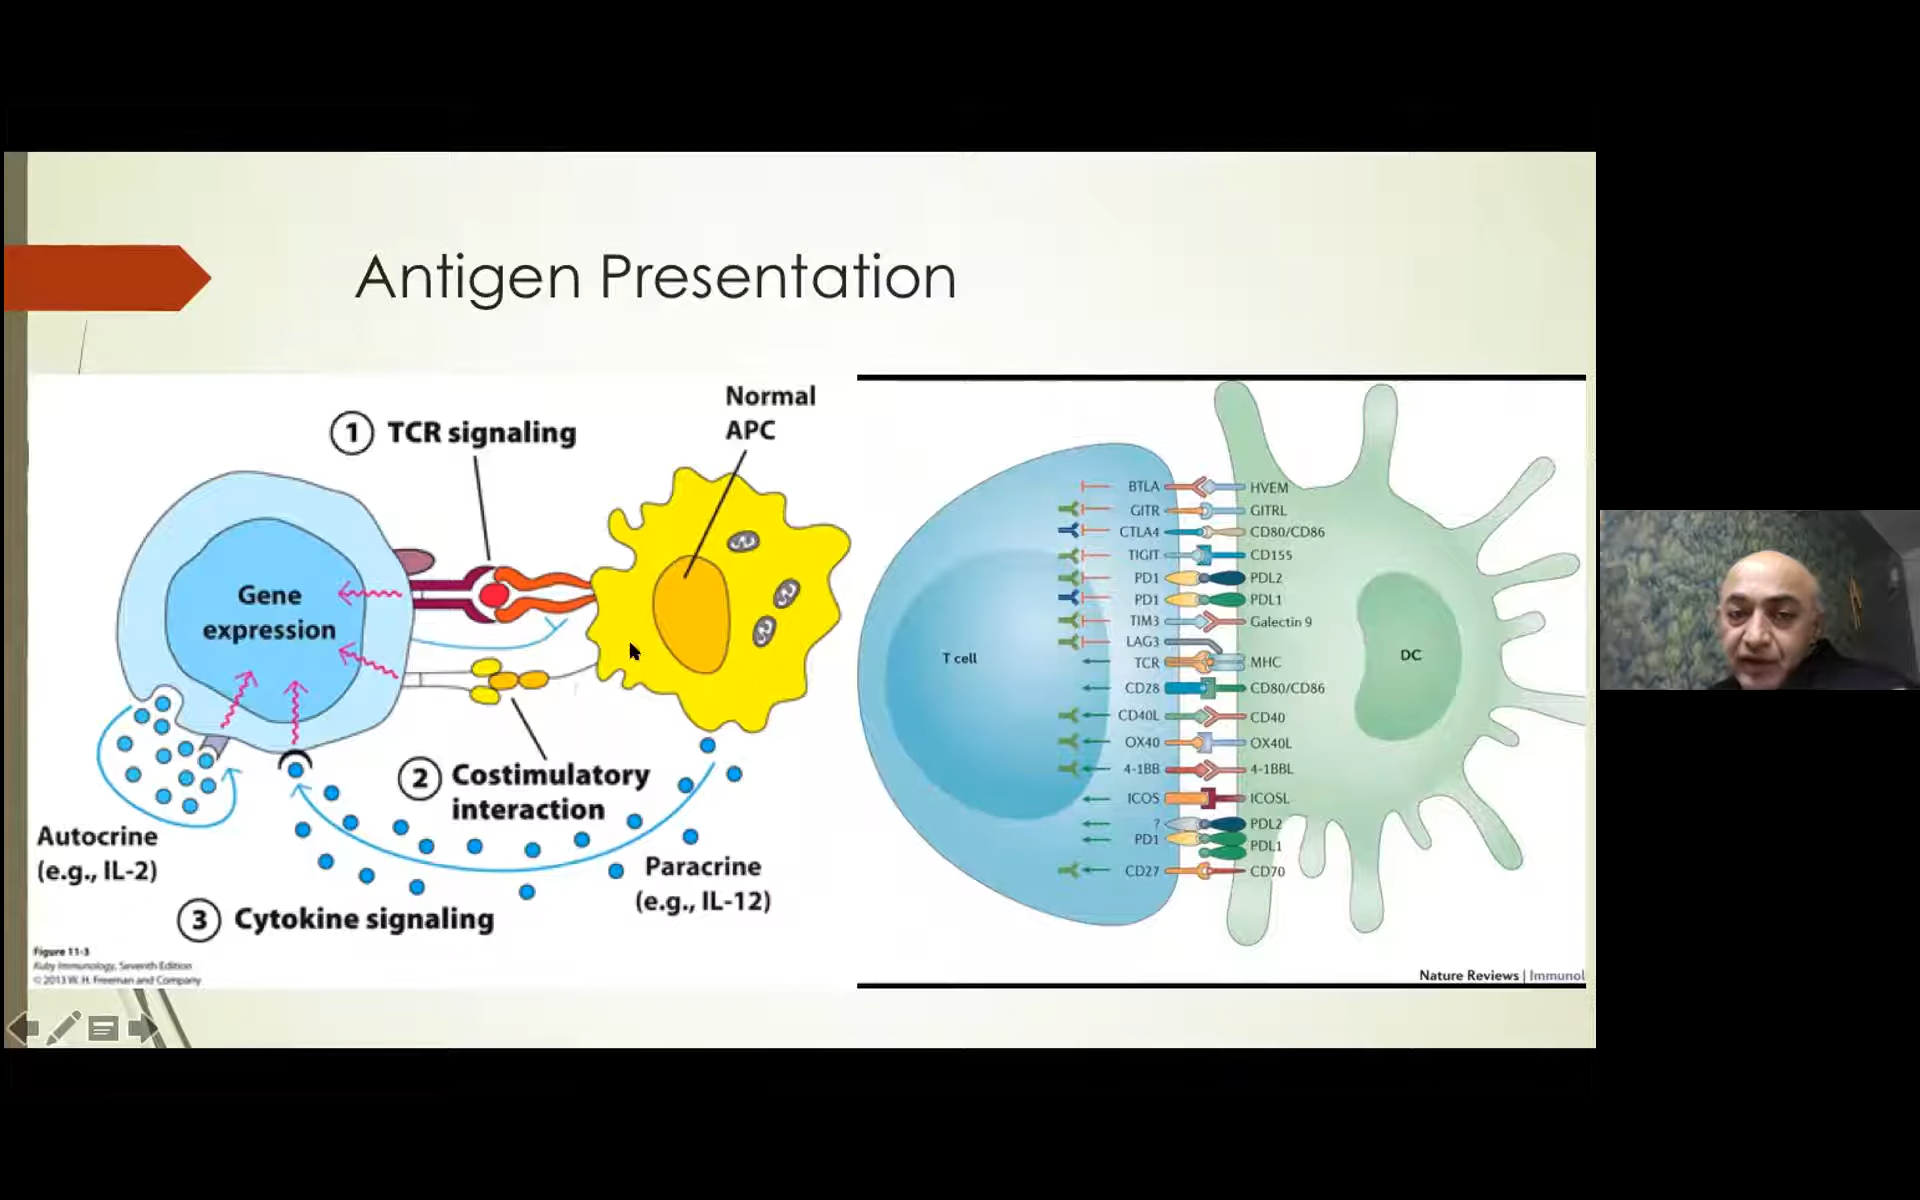 Antigen Presentation
Normal
APC
1 TCR signaling
Gene
expression
2 Costimulatory
interaction
Autocrine
(e.g., IL-2)
Paracrine
(e.g., IL-12)
3 Cytokine signaling
Figure 11-3
Kuby Immunology, Seventh Edition
© 2013 W. H. Freeman and Company
T cell
DC
BTLA HVEM
GITR GITRL
CTLA4 CD80/CD86
TIGIT CD155
PD1 PDL2
PD1 PDL1
TIM3 Galectin 9
LAG3
TCR MHC
CD28 CD80/CD86
CD40L CD40
OX40 OX40L
4-1BB 4-1BBL
ICOS ICOSL
? PDL2
PD1 PDL1
CD27 CD70
Nature Reviews | Immunol